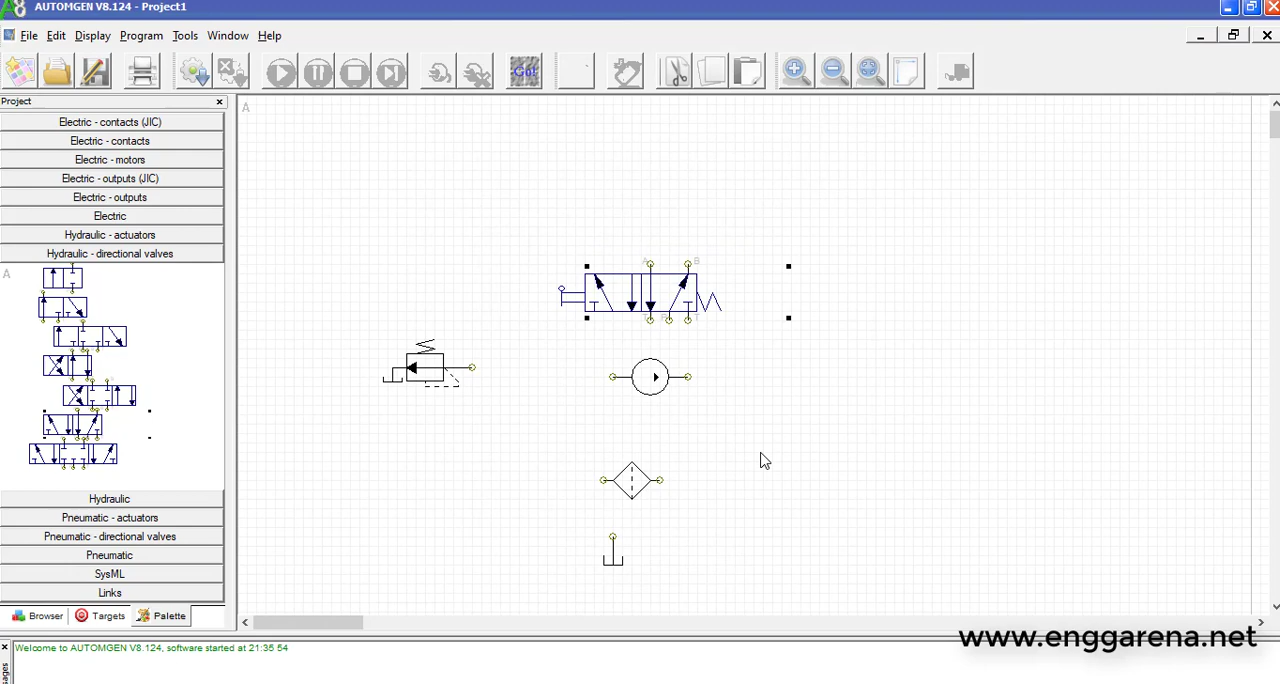 AUTOMGEN V8.124 - Project1
File Edit Display Program Tools Window Help
Go!
Project
Electric - contacts (JIC)
Electric - contacts
Electric - motors
Electric - outputs (JIC)
Electric - outputs
Electric
Hydraulic - actuators
Hydraulic - directional valves
A
Hydraulic
Pneumatic - actuators
Pneumatic - directional valves
Pneumatic
SysML
Links
Browser Targets Palette
A
A B
www.enggarena.net
Welcome to AUTOMGEN V8.124, software started at 21:35 54